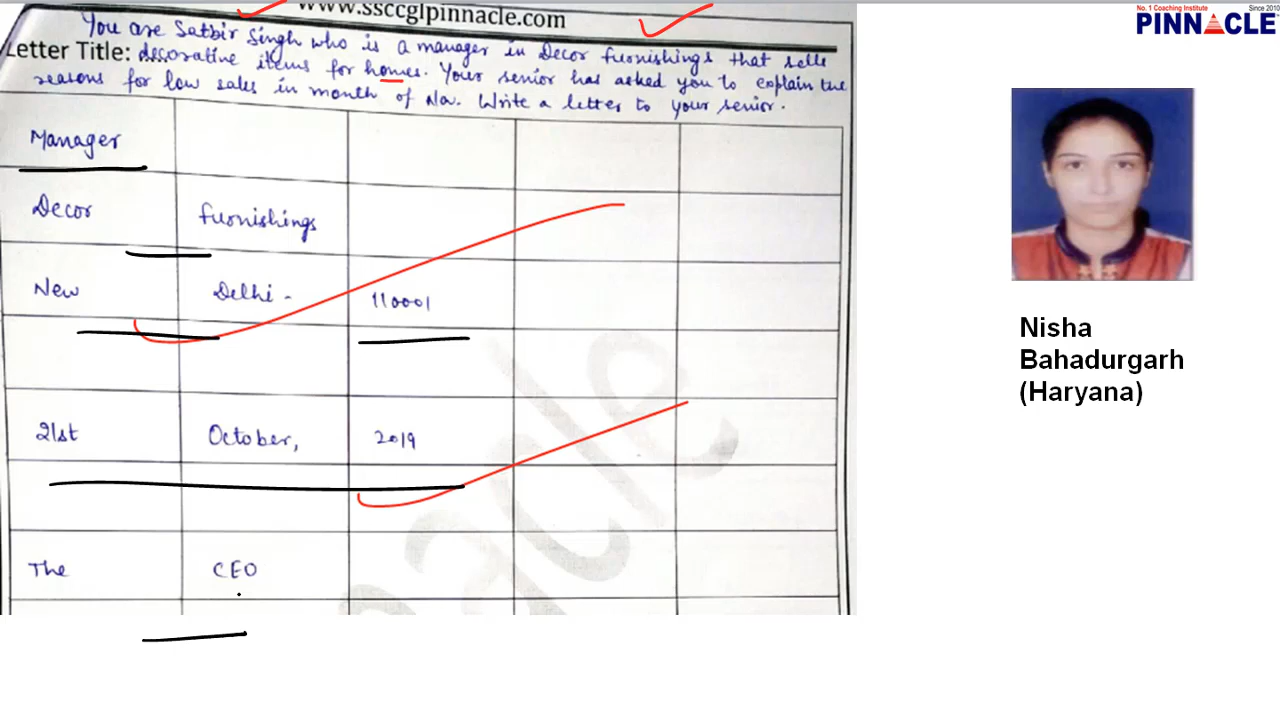 www.ssccglpinnacle.com
You are Satbir Singh who is a manager in Decor furnishings that sells
Letter Title: decorative items for homes. Your senior has asked you to explain the
reasons for low sales in month of Nov. Write a letter to your senior.
Manager
Decor furnishings
New Delhi - 110001
21st October, 2019
The CEO
nacle
No. 1 Coaching Institute Since 2010
PINNACLE
Nisha
Bahadurgarh
(Haryana)